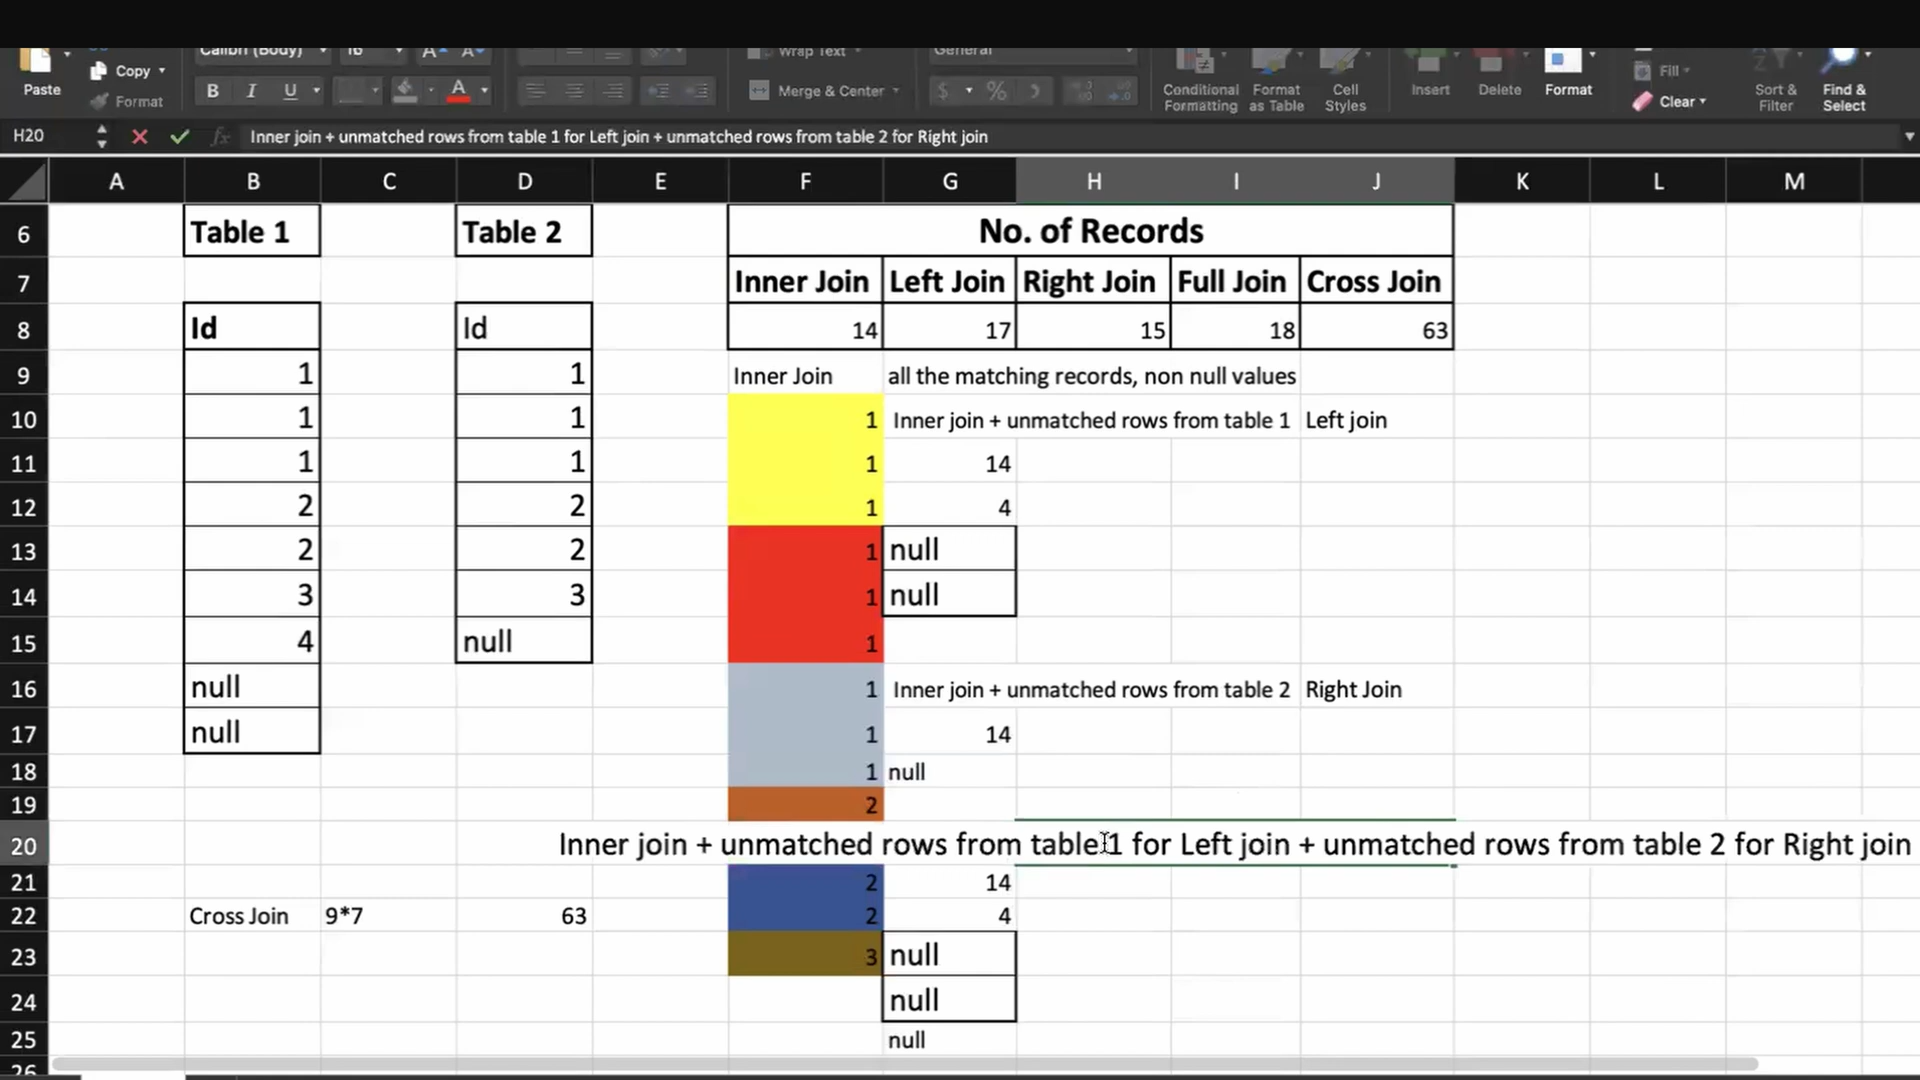 Calibri (Body) 16 A A Wrap Text General
Paste Copy Format B I U A Merge & Center $ % Conditional Formatting Format as Table Cell Styles Insert Delete Format Fill Clear Sort & Filter Find & Select
H20 fx Inner join + unmatched rows from table 1 for Left join + unmatched rows from table 2 for Right join
A B C D E F G H I J K L M
6 Table 1 Table 2 No. of Records
7 Inner Join Left Join Right Join Full Join Cross Join
8 Id Id 14 17 15 18 63
9 1 1 Inner Join all the matching records, non null values
10 1 1 1 Inner join + unmatched rows from table 1 Left join
11 1 1 1 14
12 2 2 1 4
13 2 2 1 null
14 3 3 1 null
15 4 null 1
16 null 1 Inner join + unmatched rows from table 2 Right Join
17 null 1 14
18 1 null
19 2
20 Inner join + unmatched rows from table 1 for Left join + unmatched rows from table 2 for Right join
21 2 14
22 Cross Join 9*7 63 2 4
23 3 null
24 null
25 null
26